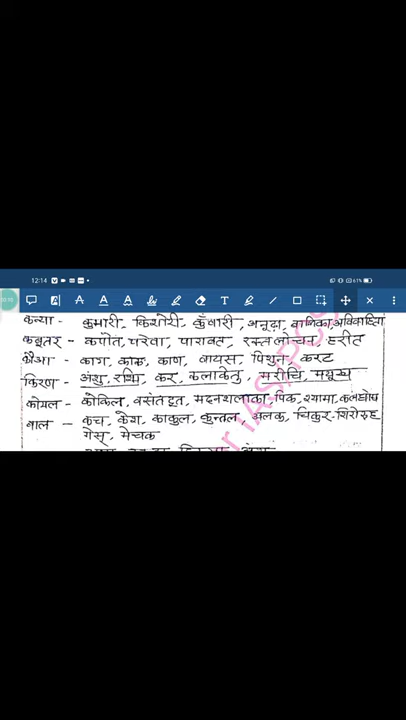 12:14
61%
कन्या - कुमारी, किशोरी, कुँवारी, अनूढ़ा, बालिका, अविवाहिता
कबूतर - कपोत, परेवा, पारावत, रक्तलोचन, हारीत
कौआ - काग, काक, काण, वायस, पिशुन, करट
किरण - अंशु, रश्मि, कर, कलाकेतु, मरीचि, मयूख
कोयल - कोकिल, वसंतदूत, मदनशलाका, पिक, श्यामा, कलघोष
बाल - कच, केश, काकुल, कुन्तल, अलक, चिकुर, शिरोरूह
गेसू, मेचक